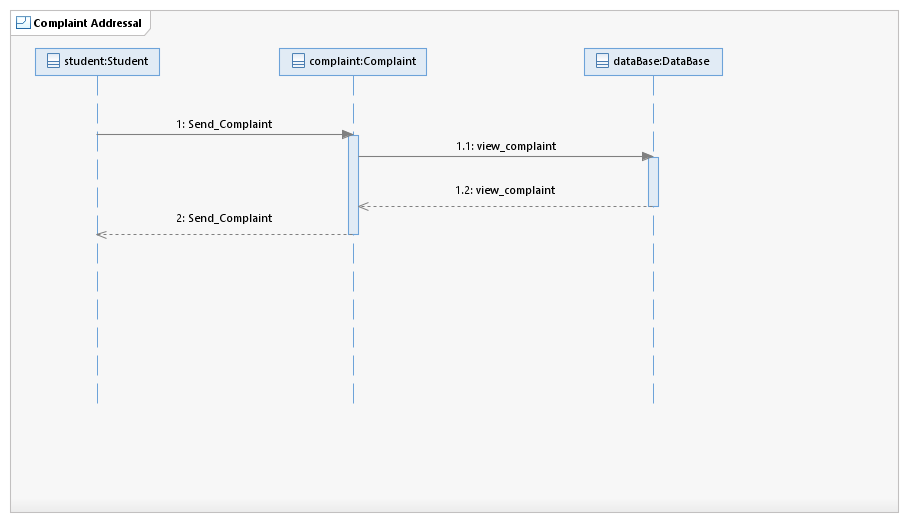 Complaint Addressal
student:Student
complaint:Complaint
dataBase:DataBase
1: Send_Complaint
1.1: view_complaint
1.2: view_complaint
2: Send_Complaint